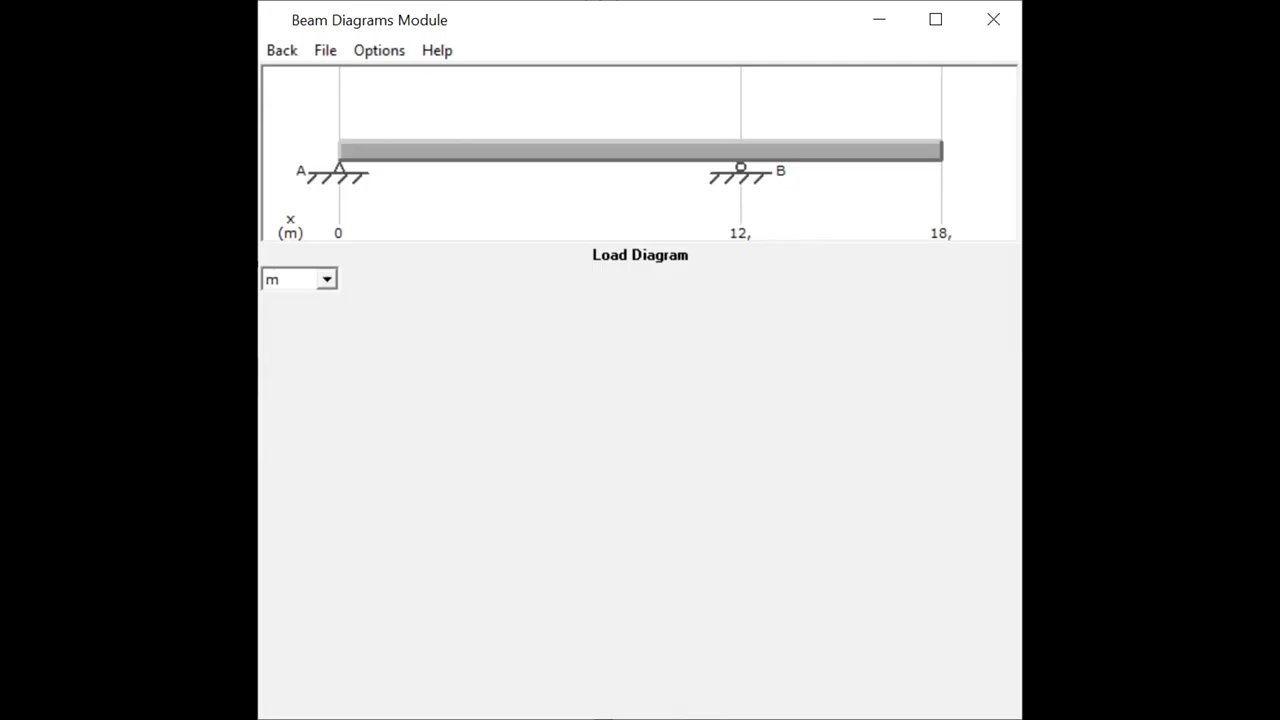 Beam Diagrams Module
Back File Options Help
A B
x
(m) 0 12, 18,
Load Diagram
m